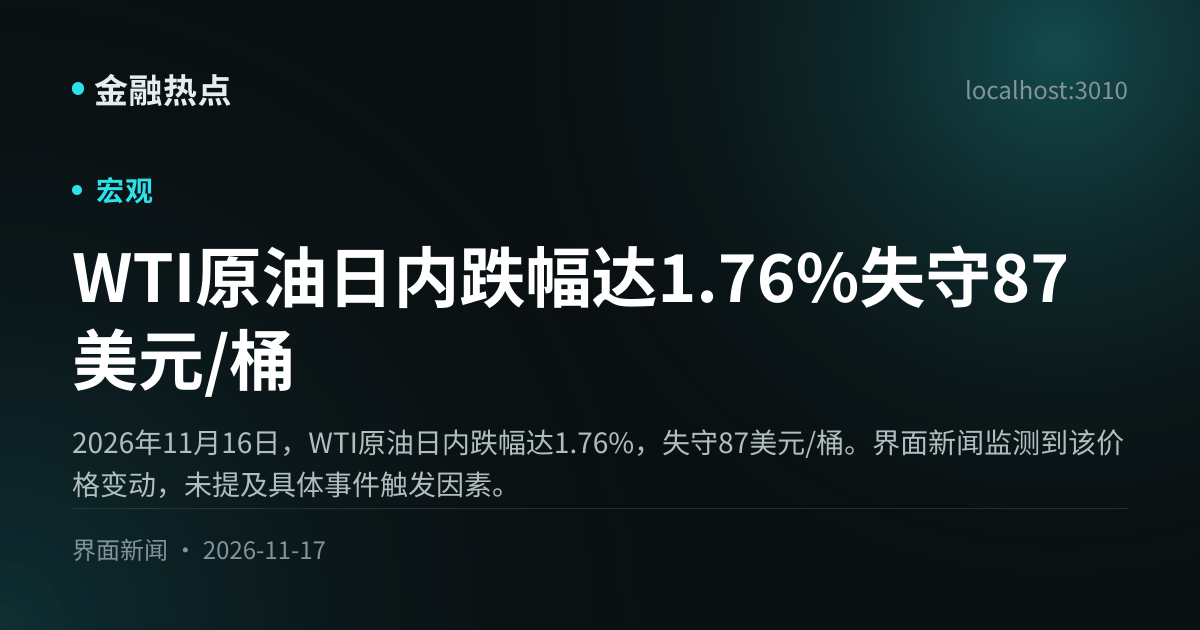 金融热点
localhost:3010
宏观
WTI原油日内跌幅达1.76%失守87
美元/桶
2026年11月16日，WTI原油日内跌幅达1.76%，失守87美元/桶。界面新闻监测到该价
格变动，未提及具体事件触发因素。
界面新闻 • 2026-11-17